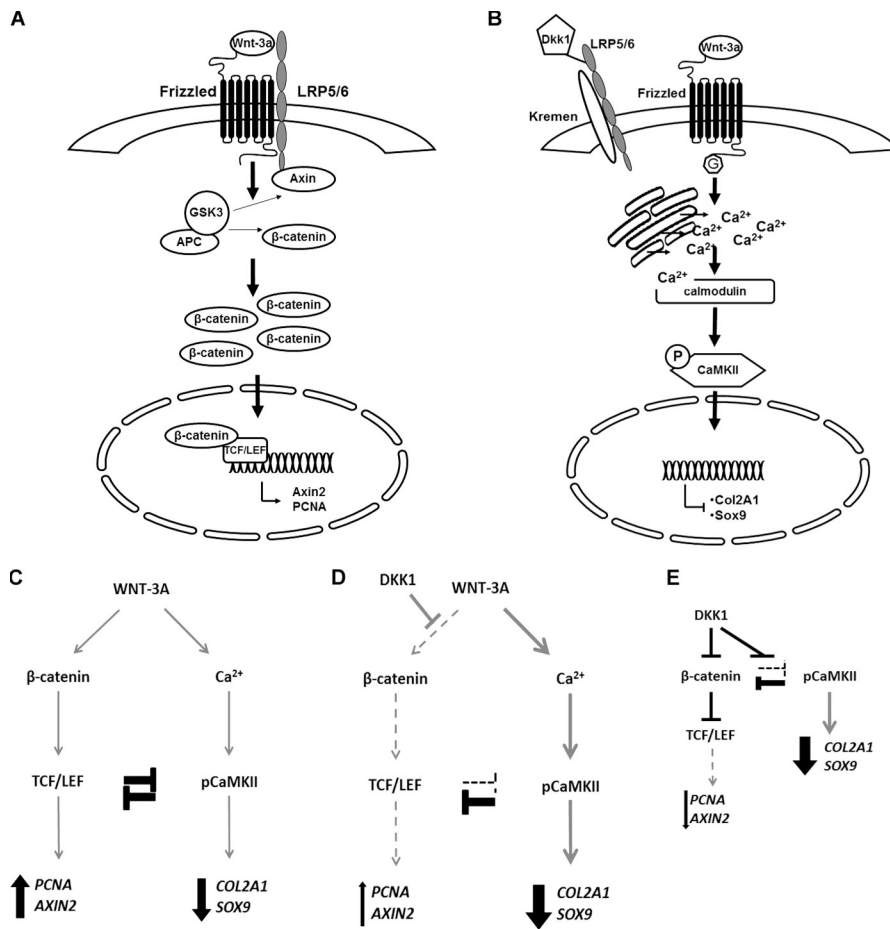 A
Wnt-3a
Frizzled
LRP5/6
Axin
GSK3
APC
β-catenin
β-catenin
β-catenin
β-catenin
β-catenin
β-catenin
TCF/LEF
Axin2
PCNA
B
Dkk1
LRP5/6
Wnt-3a
Frizzled
Kremen
G
Ca2+
Ca2+
Ca2+
Ca2+
Ca2+
Ca2+
calmodulin
P
CaMKII
•Col2A1
•Sox9
C
WNT-3A
β-catenin
Ca2+
TCF/LEF
pCaMKII
PCNA
AXIN2
COL2A1
SOX9
D
DKK1
WNT-3A
β-catenin
Ca2+
TCF/LEF
pCaMKII
PCNA
AXIN2
COL2A1
SOX9
E
DKK1
β-catenin
pCaMKII
TCF/LEF
COL2A1
SOX9
PCNA
AXIN2